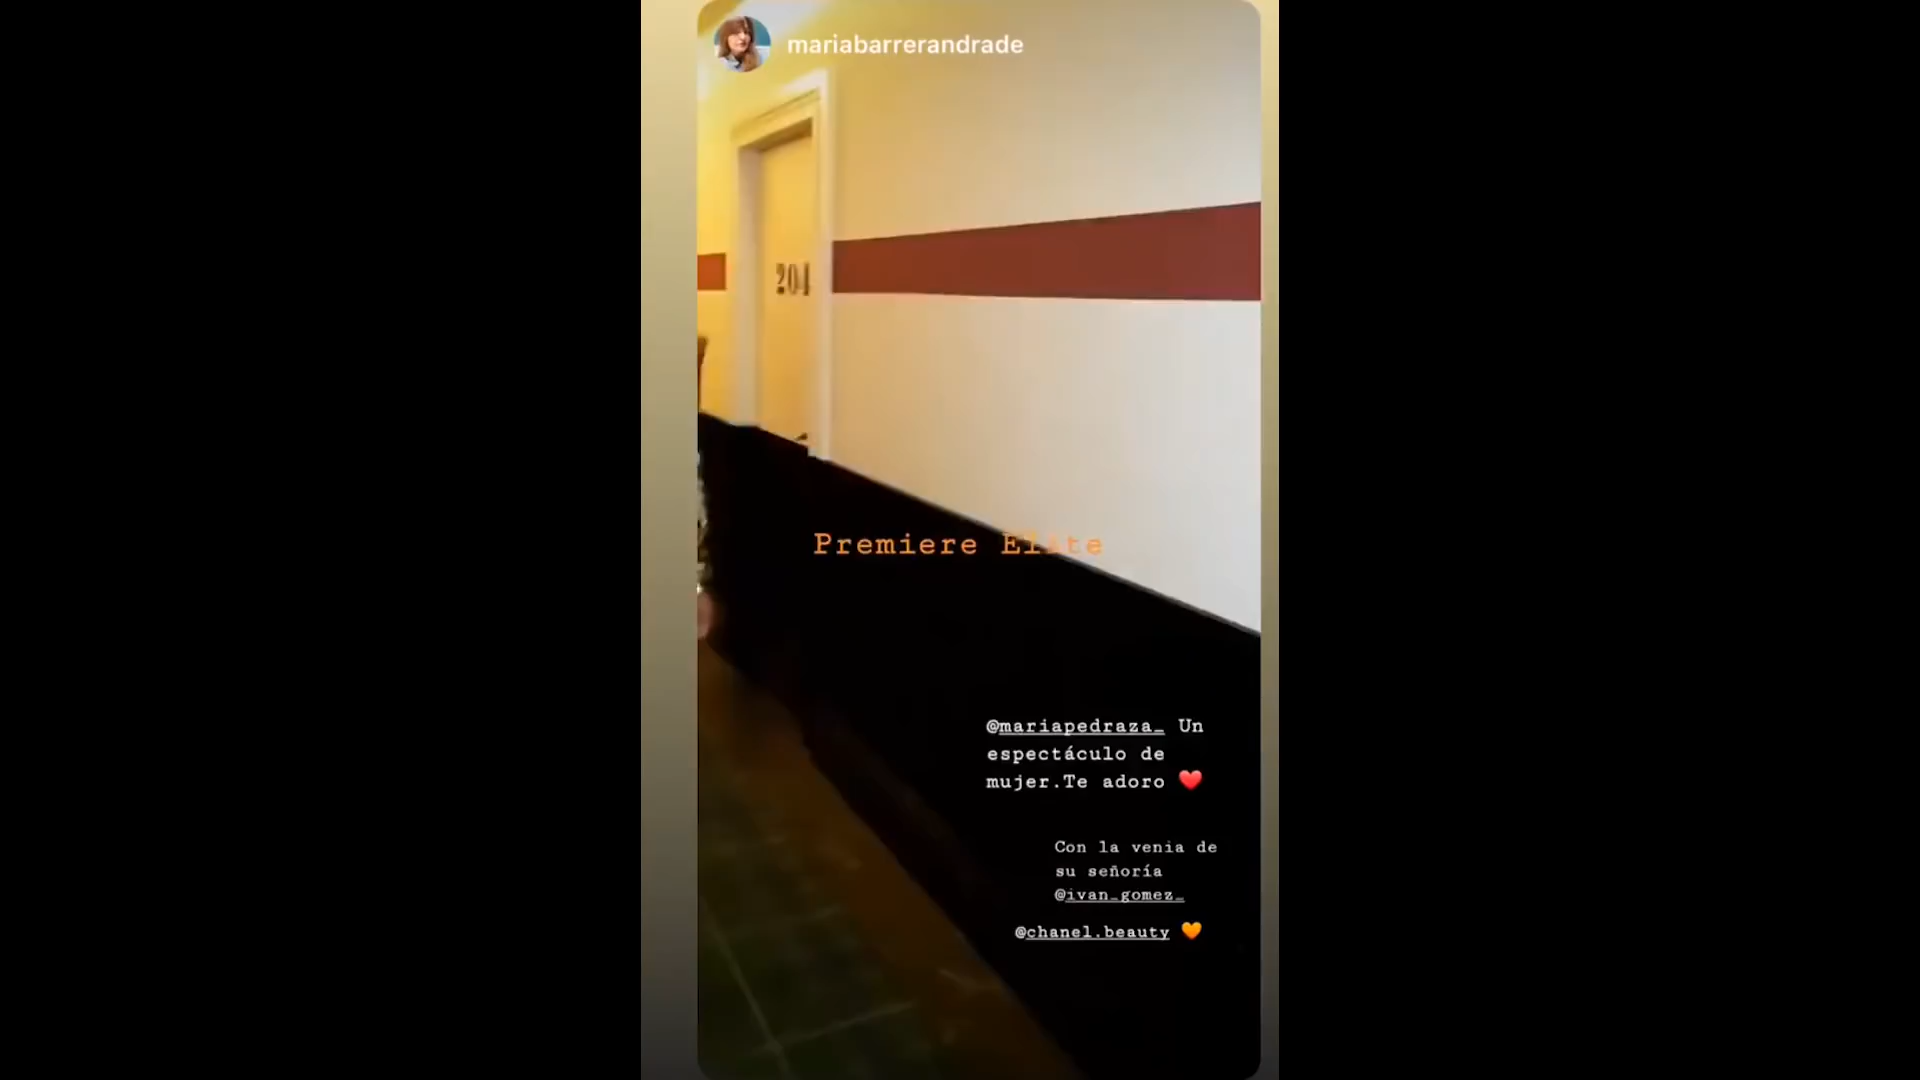 mariabarrerandrade
204
Premiere Elite
@mariapedraza_ Un
espectáculo de
mujer.Te adoro ❤️
Con la venia de
su señoría
@ivan_gomez_
@chanel.beauty 🧡